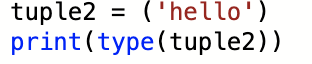 tuple2 = ('hello')
print(type(tuple2))